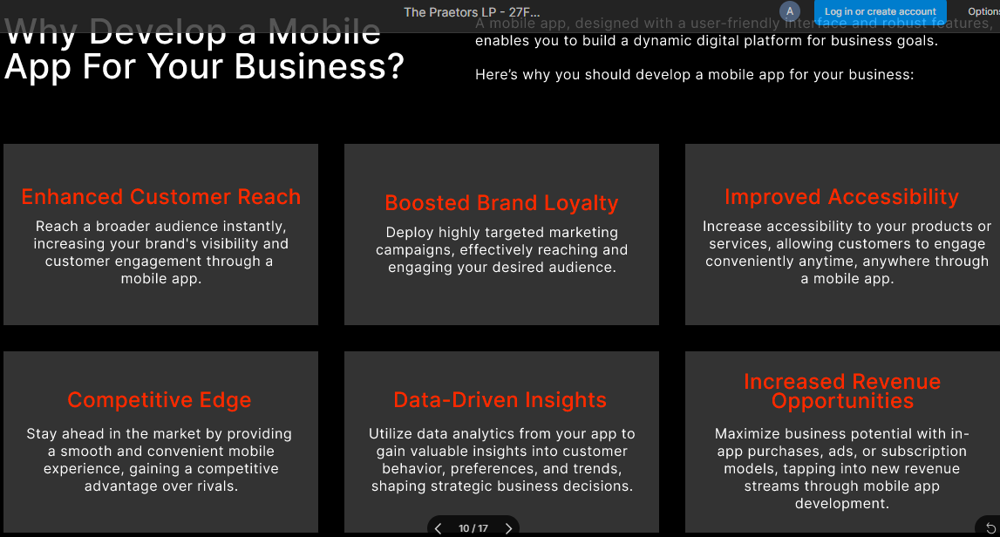 The Praetors LP - 27F...
A
Log in or create account
Option
Why Develop a Mobile
App For Your Business?
A mobile app, designed with a user-friendly interface and robust features,
enables you to build a dynamic digital platform for business goals.
Here's why you should develop a mobile app for your business:
Enhanced Customer Reach
Reach a broader audience instantly,
increasing your brand's visibility and
customer engagement through a
mobile app.
Boosted Brand Loyalty
Deploy highly targeted marketing
campaigns, effectively reaching and
engaging your desired audience.
Improved Accessibility
Increase accessibility to your products or
services, allowing customers to engage
conveniently anytime, anywhere through
a mobile app.
Competitive Edge
Stay ahead in the market by providing
a smooth and convenient mobile
experience, gaining a competitive
advantage over rivals.
Data-Driven Insights
Utilize data analytics from your app to
gain valuable insights into customer
behavior, preferences, and trends,
shaping strategic business decisions.
Increased Revenue
Opportunities
Maximize business potential with in-
app purchases, ads, or subscription
models, tapping into new revenue
streams through mobile app
development.
10 / 17